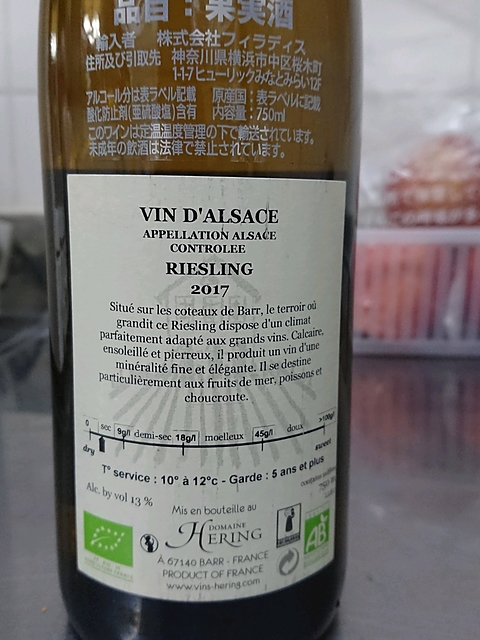 品目：果実酒
輸入者 株式会社フィラディス
住所及び引取先 神奈川県横浜市中区桜木町
1-1-7ヒューリックみなとみらい12F
アルコール分は表ラベル記載 原産国：表ラベルに記載
酸化防止剤(亜硫酸塩)含有 内容量：750ml
このワインは定温温度管理の下で輸送されています。
未成年の飲酒は法律で禁止されています。
VIN D'ALSACE
APPELLATION ALSACE
CONTROLEE
RIESLING
2017
Situé sur les coteaux de Barr, le terroir où
grandit ce Riesling dispose d'un climat
parfaitement adapté aux grands vins. Calcaire,
ensoleillé et pierreux, il produit un vin d'une
minéralité fine et élégante. Il se destine
particulièrement aux fruits de mer, poissons et
choucroute.
0 sec 9g/l demi-sec 18g/l moelleux 45g/l doux >100g/l
dry sweet
T° service : 10° à 12°c - Garde : 5 ans et plus
Alc. by vol 13 %
Mis en bouteille au
DOMAINE
HERING
À 67140 BARR - FRANCE
PRODUCT OF FRANCE
www.vins-hering.com
AB